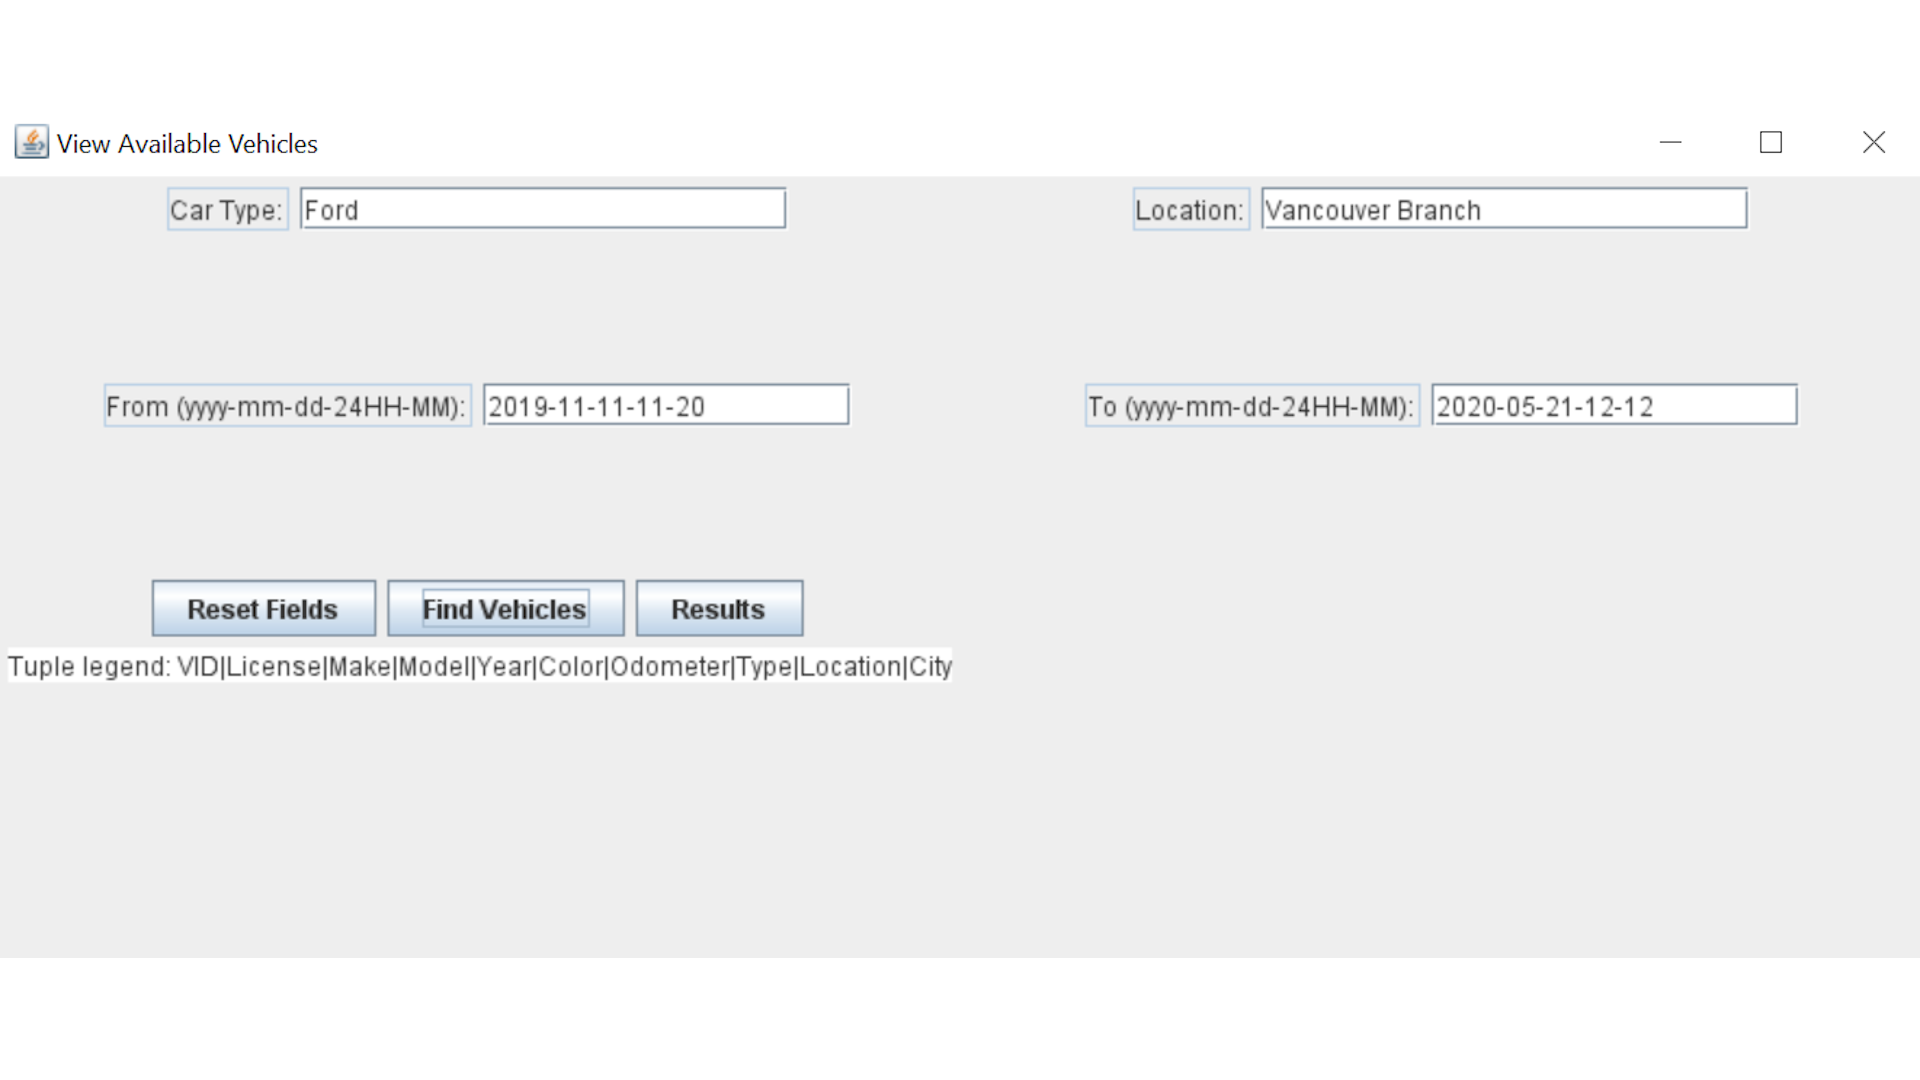 View Available Vehicles
Car Type: Ford Location: Vancouver Branch
From (yyyy-mm-dd-24HH-MM): 2019-11-11-11-20 To (yyyy-mm-dd-24HH-MM): 2020-05-21-12-12
Reset Fields Find Vehicles Results
Tuple legend: VID|License|Make|Model|Year|Color|Odometer|Type|Location|City